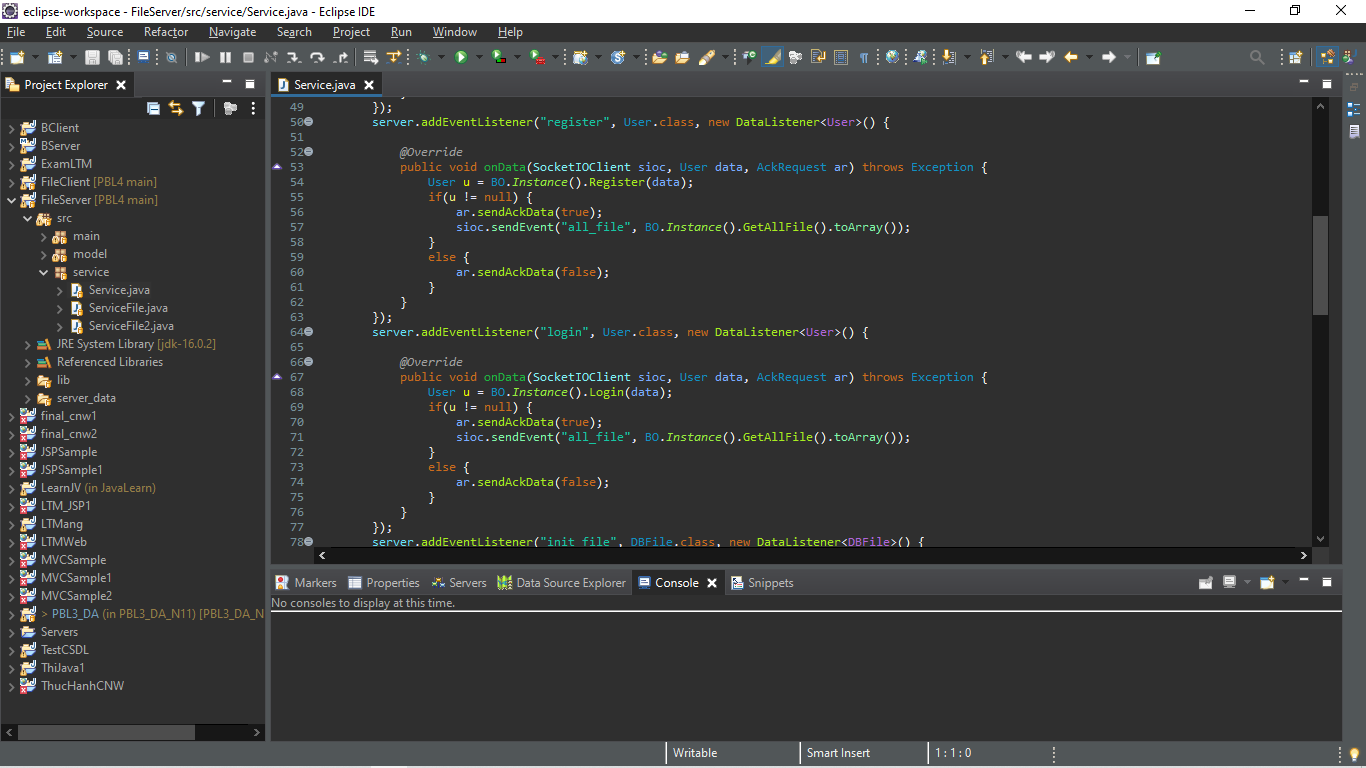 eclipse-workspace - FileServer/src/service/Service.java - Eclipse IDE
File Edit Source Refactor Navigate Search Project Run Window Help
Project Explorer
BClient
BServer
ExamLTM
FileClient [PBL4 main]
FileServer [PBL4 main]
src
main
model
service
Service.java
ServiceFile.java
ServiceFile2.java
JRE System Library [jdk-16.0.2]
Referenced Libraries
lib
server_data
final_cnw1
final_cnw2
JSPSample
JSPSample1
LearnJV (in JavaLearn)
LTM_JSP1
LTMang
LTMWeb
MVCSample
MVCSample1
MVCSample2
> PBL3_DA (in PBL3_DA_N11) [PBL3_DA_N
Servers
TestCSDL
ThiJava1
ThucHanhCNW
Service.java
49 });
50 server.addEventListener("register", User.class, new DataListener<User>() {
51
52 @Override
53 public void onData(SocketIOClient sioc, User data, AckRequest ar) throws Exception {
54 User u = BO.Instance().Register(data);
55 if(u != null) {
56 ar.sendAckData(true);
57 sioc.sendEvent("all_file", BO.Instance().GetAllFile().toArray());
58 }
59 else {
60 ar.sendAckData(false);
61 }
62 }
63 });
64 server.addEventListener("login", User.class, new DataListener<User>() {
65
66 @Override
67 public void onData(SocketIOClient sioc, User data, AckRequest ar) throws Exception {
68 User u = BO.Instance().Login(data);
69 if(u != null) {
70 ar.sendAckData(true);
71 sioc.sendEvent("all_file", BO.Instance().GetAllFile().toArray());
72 }
73 else {
74 ar.sendAckData(false);
75 }
76 }
77 });
78 server.addEventListener("init_file", DBFile.class, new DataListener<DBFile>() {
Markers Properties Servers Data Source Explorer Console Snippets
No consoles to display at this time.
Writable Smart Insert 1 : 1 : 0